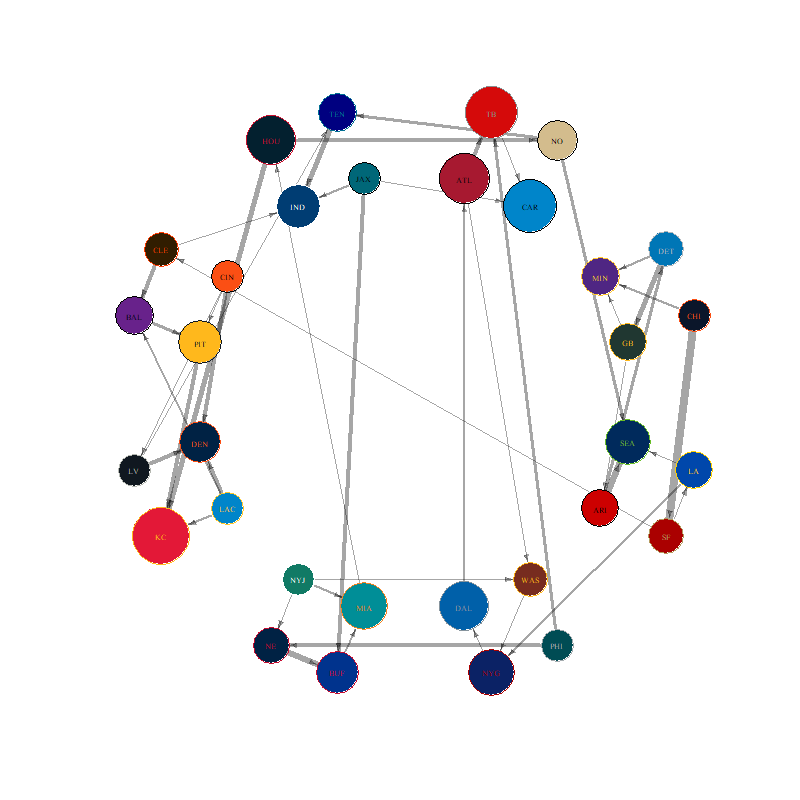 TEN
TB
HOU
NO
JAX
ATL
IND
CAR
CLE
DET
CIN
MIN
BAL
CHI
PIT
GB
DEN
SEA
LV
LA
LAC
ARI
KC
SF
NYJ
WAS
MIA
DAL
NE
PHI
BUF
NYG